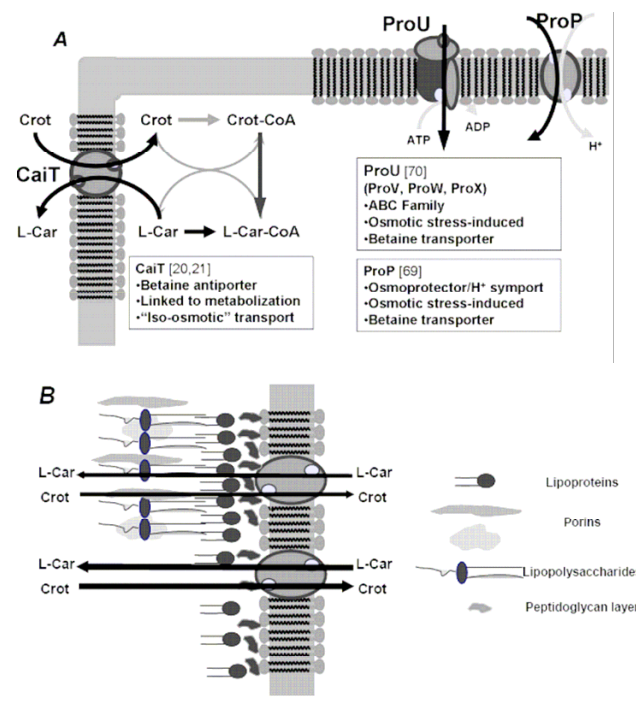 A
ProU
ProP
Crot
Crot
Crot-CoA
CaiT
L-Car
L-Car
L-Car-CoA
ATP
ADP
H+
ProU [70]
(ProV, ProW, ProX)
•ABC Family
•Osmotic stress-induced
•Betaine transporter
CaiT [20,21]
•Betaine antiporter
•Linked to metabolization
•“Iso-osmotic” transport
ProP [69]
•Osmoprotector/H+ symport
•Osmotic stress-induced
•Betaine transporter
B
L-Car
L-Car
Crot
Crot
L-Car
L-Car
Crot
Crot
Lipoproteins
Porins
Lipopolysaccharides
Peptidoglycan layer